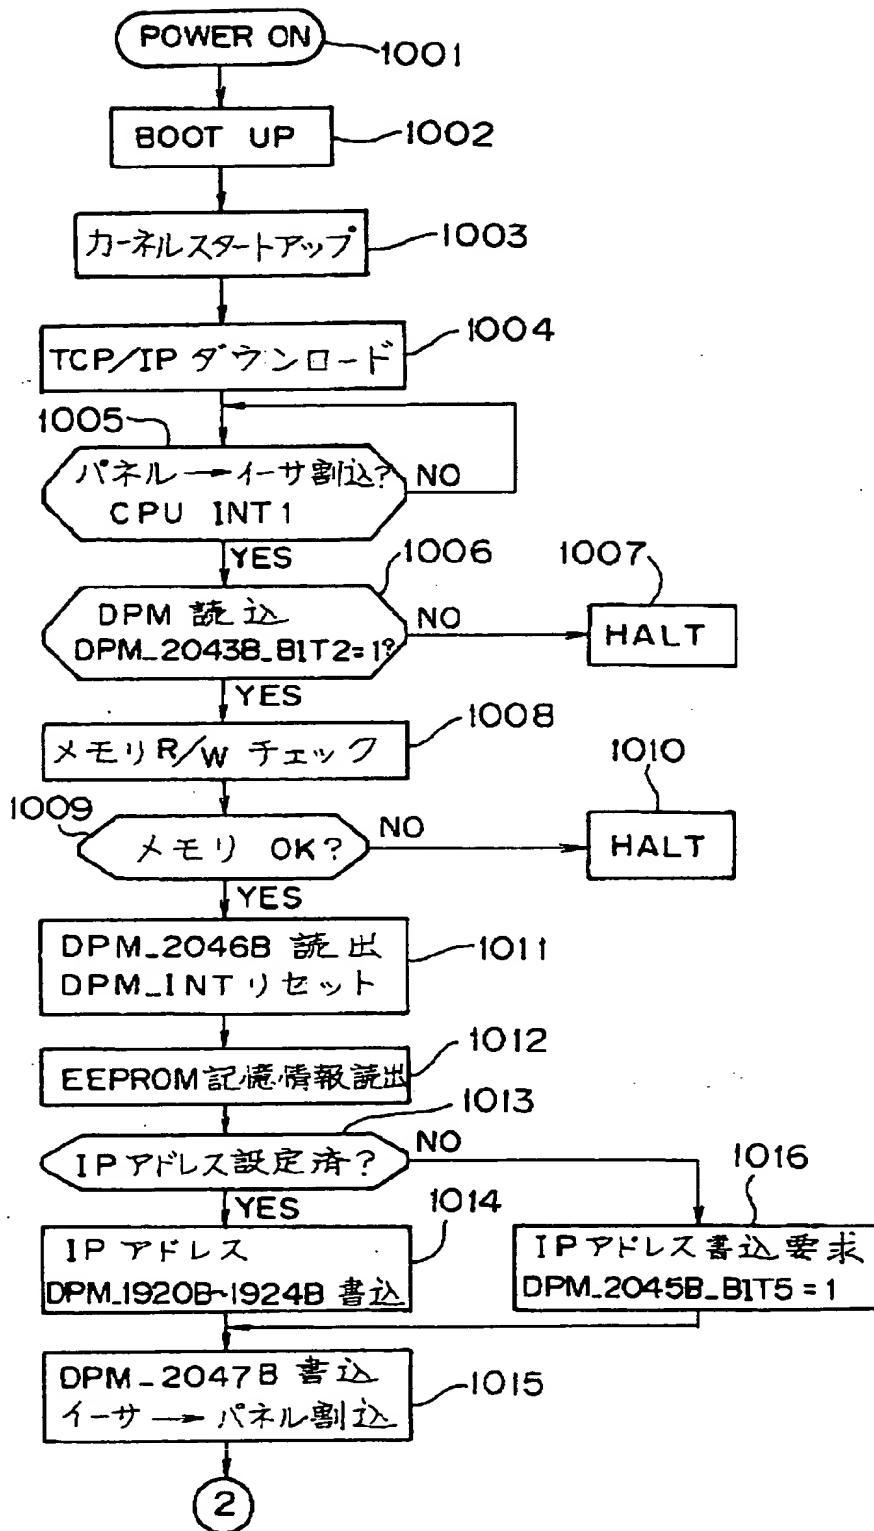 POWER ON
1001
BOOT UP
1002
カーネルスタートアップ
1003
TCP/IP ダウンロード
1004
1005
パネル→イーサ割込?
CPU INT1
NO
YES
1006
DPM 読込
DPM_2043B_BIT2=1?
NO
1007
HALT
YES
メモリR/W チェック
1008
1009
メモリ OK?
NO
1010
HALT
YES
DPM_2046B 読出
DPM_INTリセット
1011
EEPROM記憶情報読出
1012
1013
IPアドレス設定済?
NO
YES
1014
IP アドレス
DPM_1920B~1924B 書込
1016
IPアドレス書込要求
DPM_2045B_BIT5=1
DPM_2047B 書込
イーサ→パネル割込
1015
2